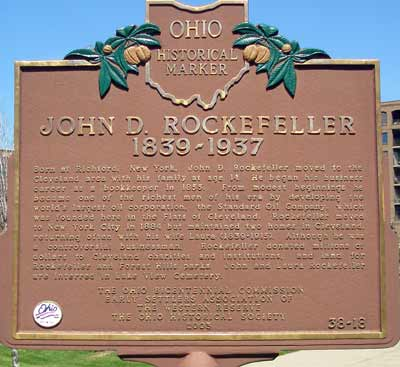 OHIO
HISTORICAL
MARKER
JOHN D. ROCKEFELLER
1839-1937
Born at Richford, New York, John D. Rockefeller moved to the
Cleveland area with his family at age 14. He began his business
career as a bookkeeper in 1855. From modest beginnings he
became one of the richest men of his era by developing the
world's largest oil corporation, the Standard Oil Company, which
was founded here in the Flats of Cleveland. Rockefeller moved
to New York City in 1884 but maintained two homes in Cleveland,
returning often with his wife Laura (1839-1915). Although he was
a controversial businessman, Rockefeller donated millions of
dollars to Cleveland charities and institutions, and land for
Rockefeller and Forest Hill parks. John and Laura Rockefeller
are interred in Lake View Cemetery.
THE OHIO BICENTENNIAL COMMISSION
EARLY SETTLERS ASSOCIATION OF
THE WESTERN RESERVE
THE OHIO HISTORICAL SOCIETY
2003
38-18
Ohio